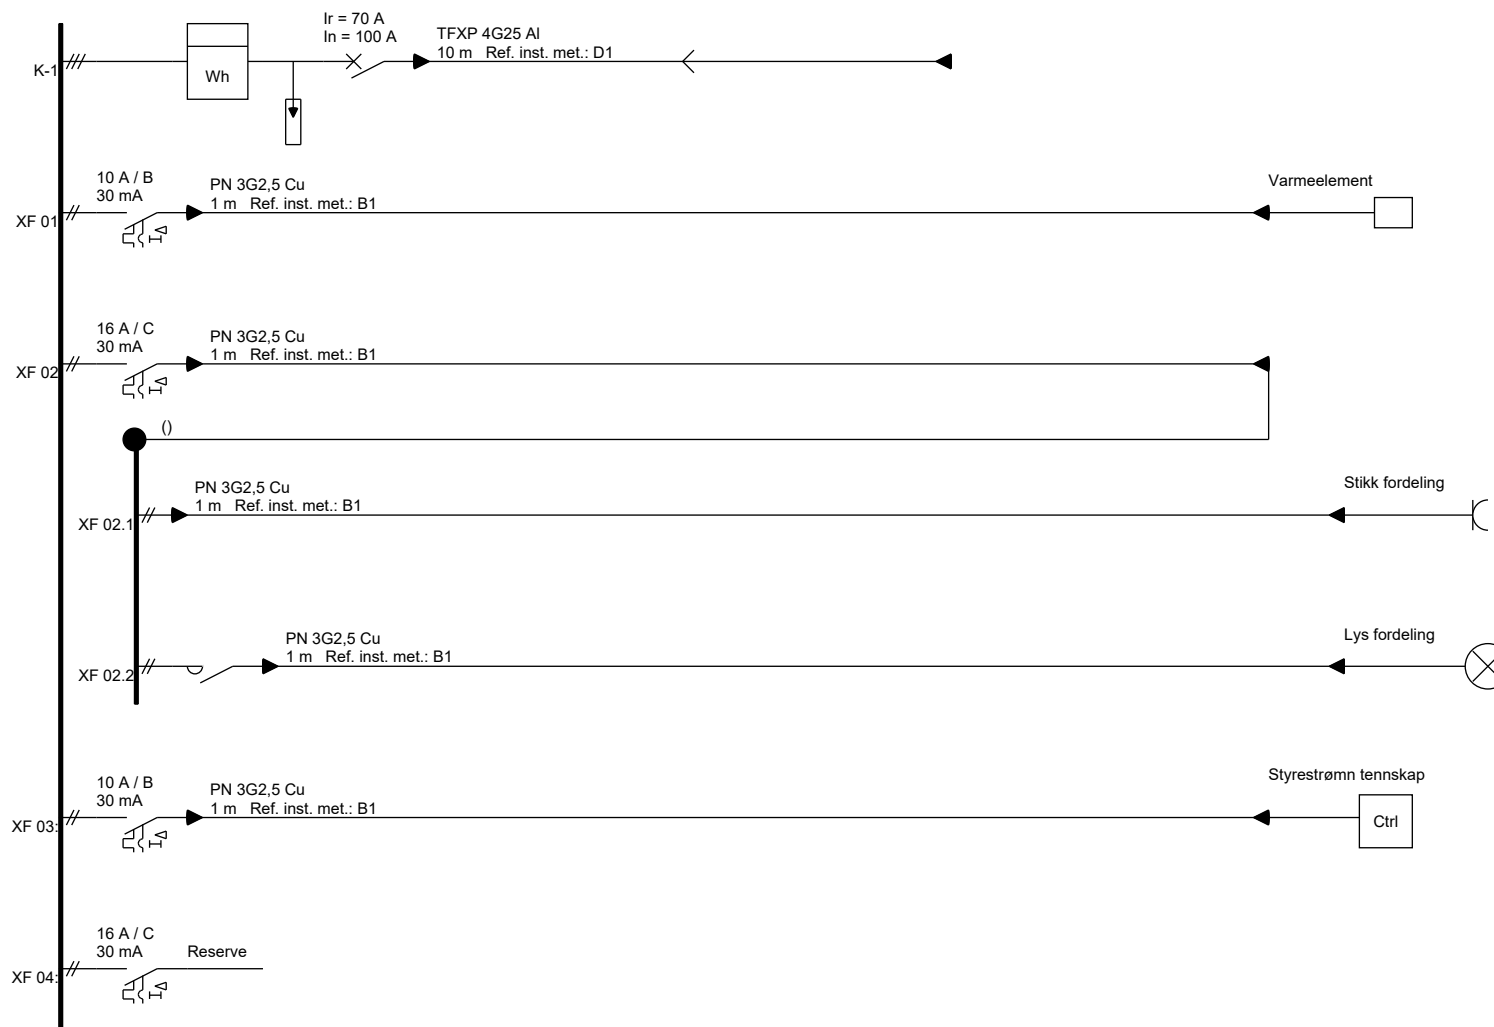 Ir = 70 A
In = 100 A
TFXP 4G25 Al
10 m Ref. inst. met.: D1
K-1
Wh
10 A / B
30 mA
PN 3G2,5 Cu
1 m Ref. inst. met.: B1
Varmeelement
XF 01
16 A / C
30 mA
PN 3G2,5 Cu
1 m Ref. inst. met.: B1
XF 02
()
PN 3G2,5 Cu
1 m Ref. inst. met.: B1
Stikk fordeling
XF 02.1
PN 3G2,5 Cu
1 m Ref. inst. met.: B1
Lys fordeling
XF 02.2
10 A / B
30 mA
PN 3G2,5 Cu
1 m Ref. inst. met.: B1
Styrestrømn tennskap
Ctrl
XF 03:
16 A / C
30 mA
Reserve
XF 04: